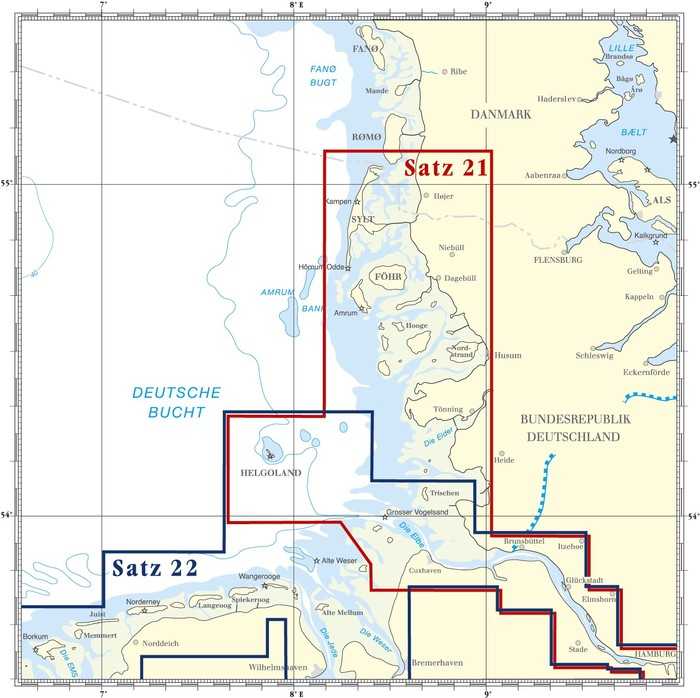 7°
8° E
9°
FANØ
LILLE
Brandsø
FANØ
BUGT
Ribe
Bågø
Årø
Mandø
Haderslev
DANMARK
RØMØ
BÆLT
Nordborg
Satz 21
Aabenraa
55°
55°
Kampen
Højer
ALS
SYLT
Kalkgrund
Niebüll
FLENSBURG
Hörnum Odde
Gelting
FÖHR
Dagebüll
AMRUM
BANK
Kappeln
Amrum
Hooge
Nord-
strand
Husum
Schleswig
Eckernförde
DEUTSCHE
BUCHT
Tönning
BUNDESREPUBLIK
DEUTSCHLAND
Die Eider
Heide
HELGOLAND
Trischen
54°
Grosser Vogelsand
54°
Die Elbe
Brunsbüttel
Itzehoe
Satz 22
Alte Weser
Cuxhaven
Wangerooge
Glückstadt
Elmshorn
Norderney
Langeoog
Spiekeroog
Juist
Alte Mellum
Borkum
Memmert
Norddeich
Die Jade
Die Weser
Stade
HAMBURG
Die EMS
Wilhelmshaven
Bremerhaven
7°
8° E
9°